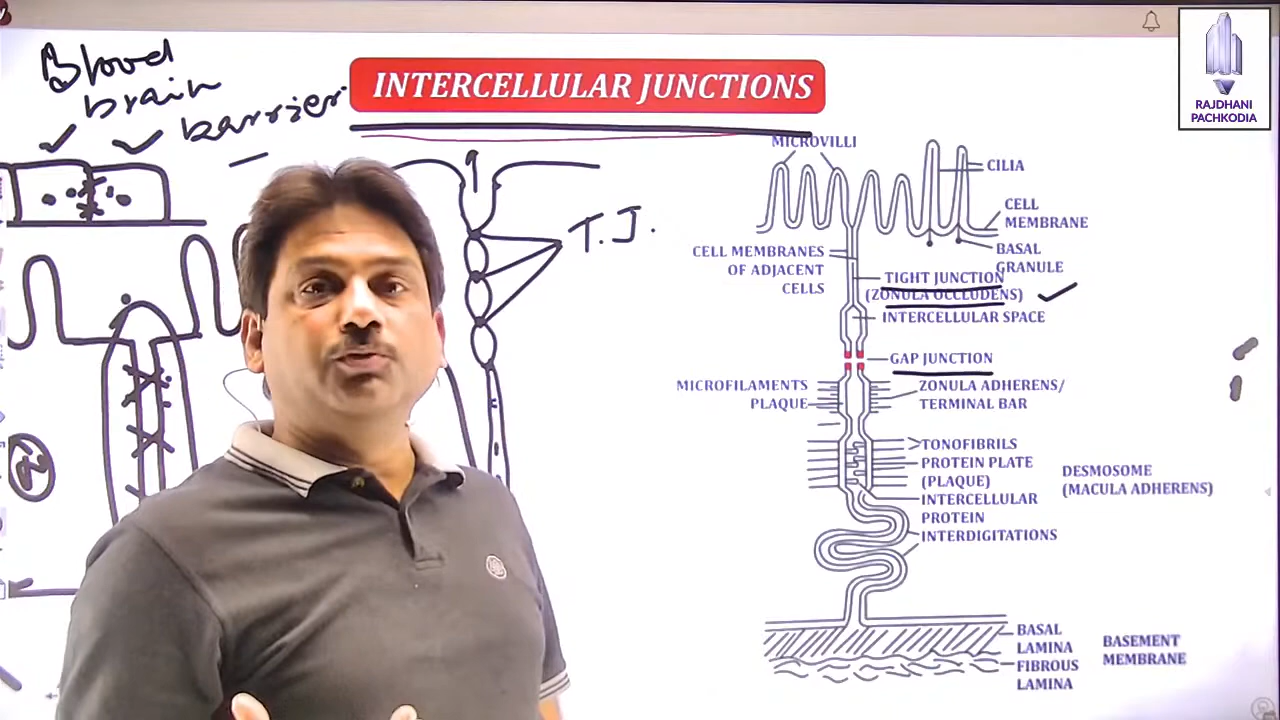 Blood
brain
barrier
INTERCELLULAR JUNCTIONS
RAJDHANI
PACHKODIA
T.J.
MICROVILLI
CILIA
CELL
MEMBRANE
BASAL
GRANULE
CELL MEMBRANES
OF ADJACENT
CELLS
TIGHT JUNCTION
(ZONULA OCCLUDENS)
INTERCELLULAR SPACE
GAP JUNCTION
MICROFILAMENTS
PLAQUE
ZONULA ADHERENS/
TERMINAL BAR
TONOFIBRILS
PROTEIN PLATE
(PLAQUE)
INTERCELLULAR
PROTEIN
INTERDIGITATIONS
DESMOSOME
(MACULA ADHERENS)
BASAL
LAMINA
FIBROUS
LAMINA
BASEMENT
MEMBRANE